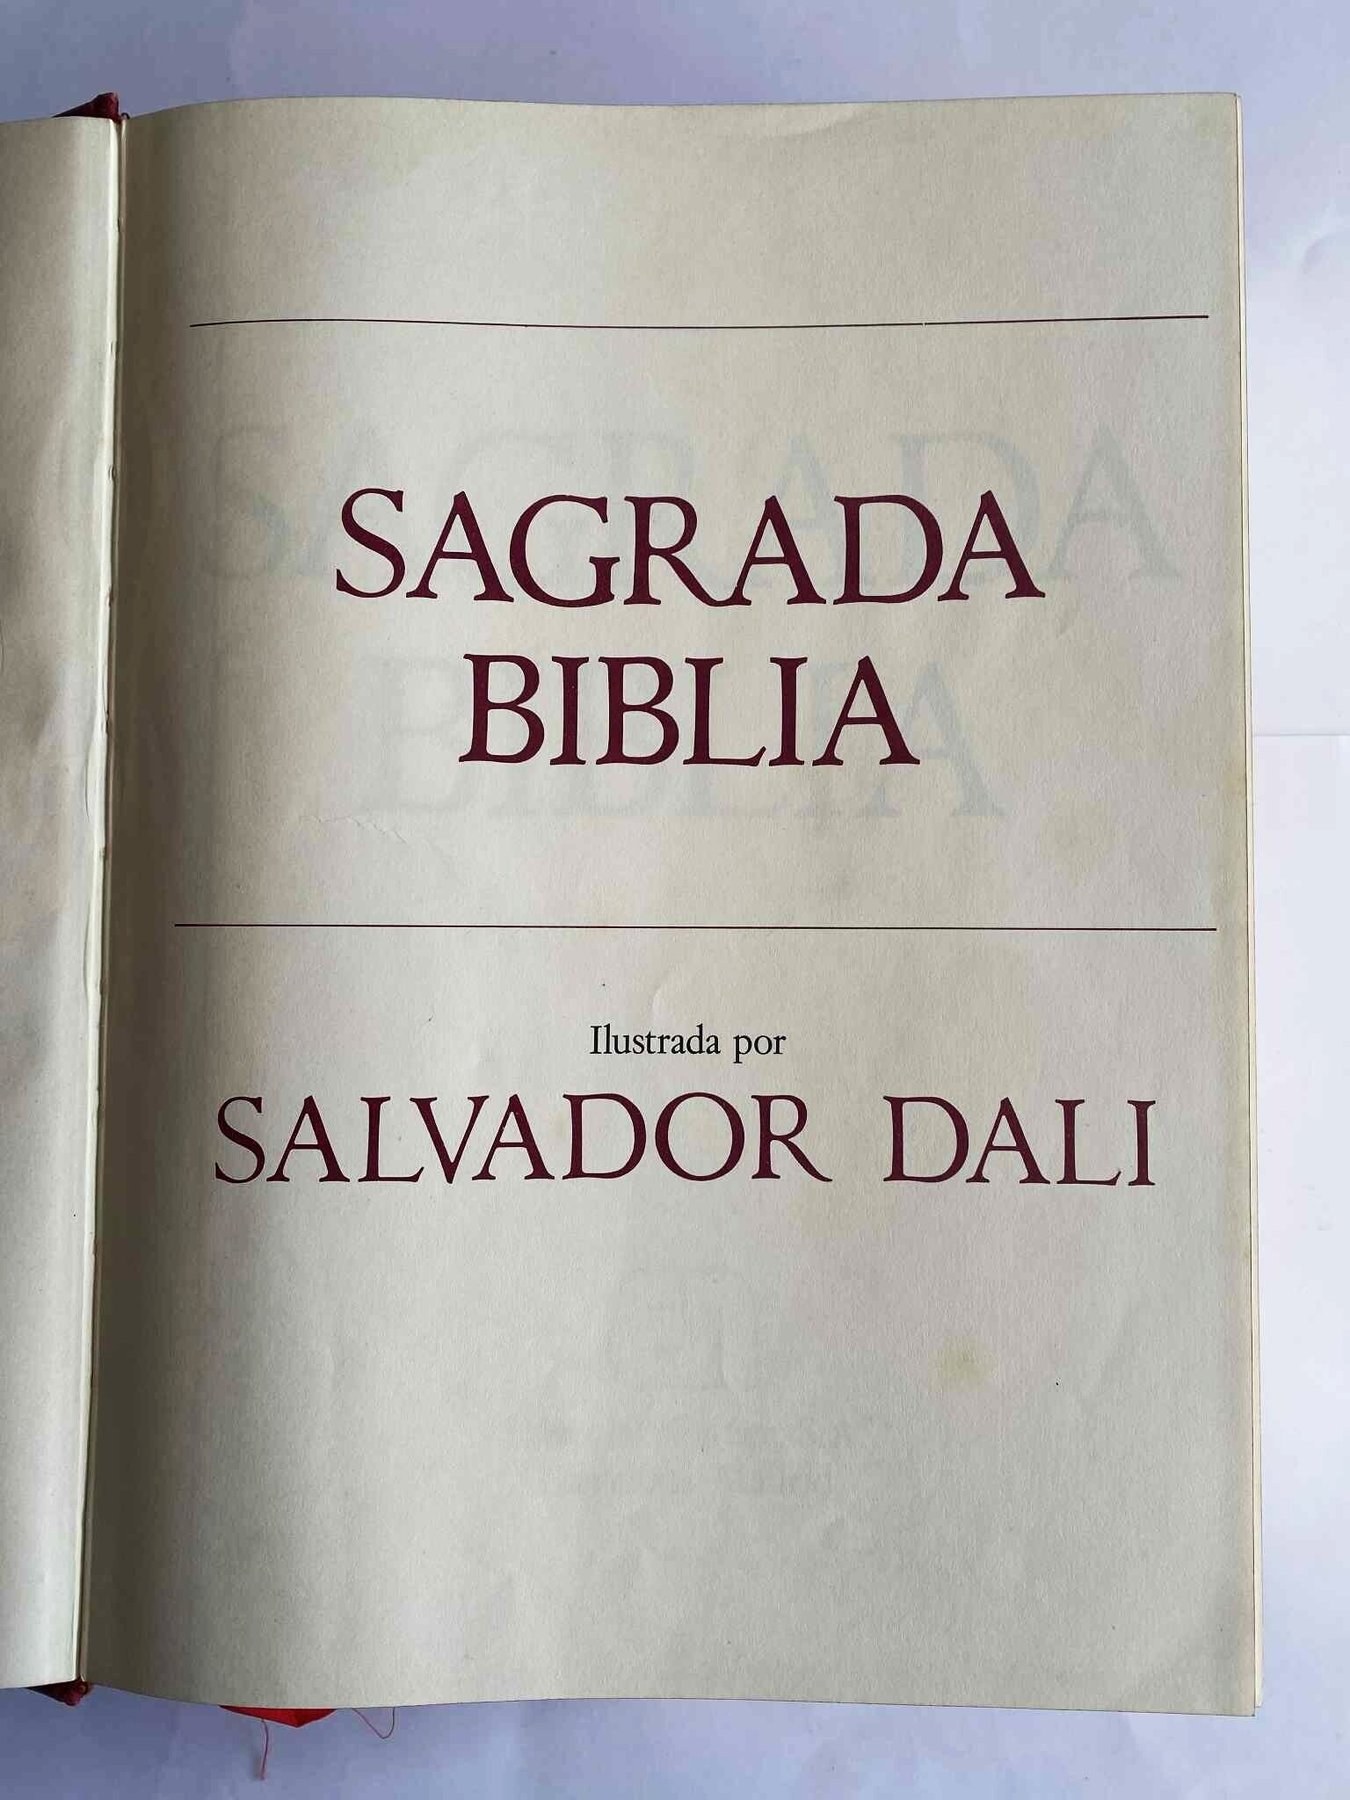 SAGRADA
BIBLIA
Ilustrada por
SALVADOR DALI